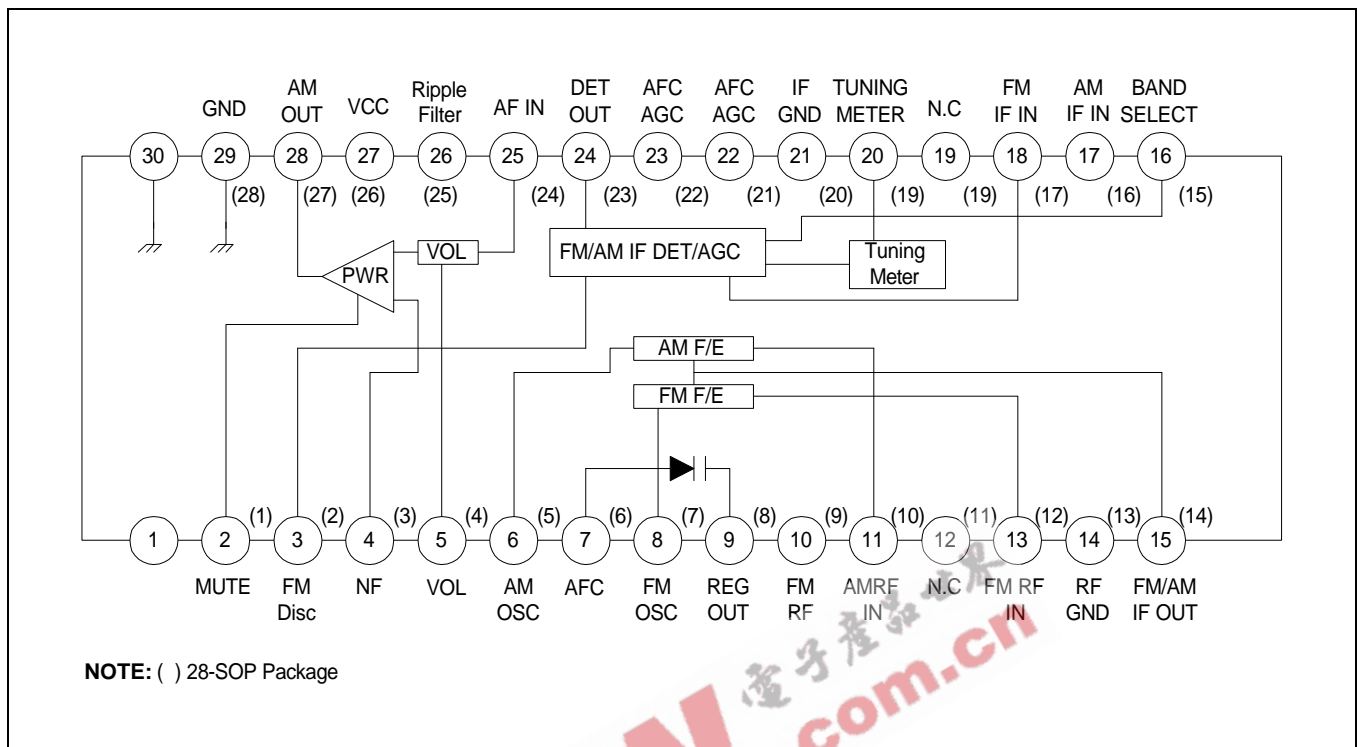 GND
AM
OUT
VCC
Ripple
Filter
AF IN
DET
OUT
AFC
AGC
AFC
AGC
IF
GND
TUNING
METER
N.C
FM
IF IN
AM
IF IN
BAND
SELECT
30 29 28 27 26 25 24 23 22 21 20 19 18 17 16
(28) (27) (26) (25) (24) (23) (22) (21) (20) (19) (19) (17) (16) (15)
VOL
PWR
FM/AM IF DET/AGC
Tuning
Meter
AM F/E
FM F/E
(1) (2) (3) (4) (5) (6) (7) (8) (9) (10) (11) (12) (13) (14)
1 2 3 4 5 6 7 8 9 10 11 12 13 14 15
MUTE
FM
Disc
NF
VOL
AM
OSC
AFC
FM
OSC
REG
OUT
FM
RF
AMRF
IN
N.C
FM RF
IN
RF
GND
FM/AM
IF OUT
NOTE: ( ) 28-SOP Package
電子產品世界
N
com.cn